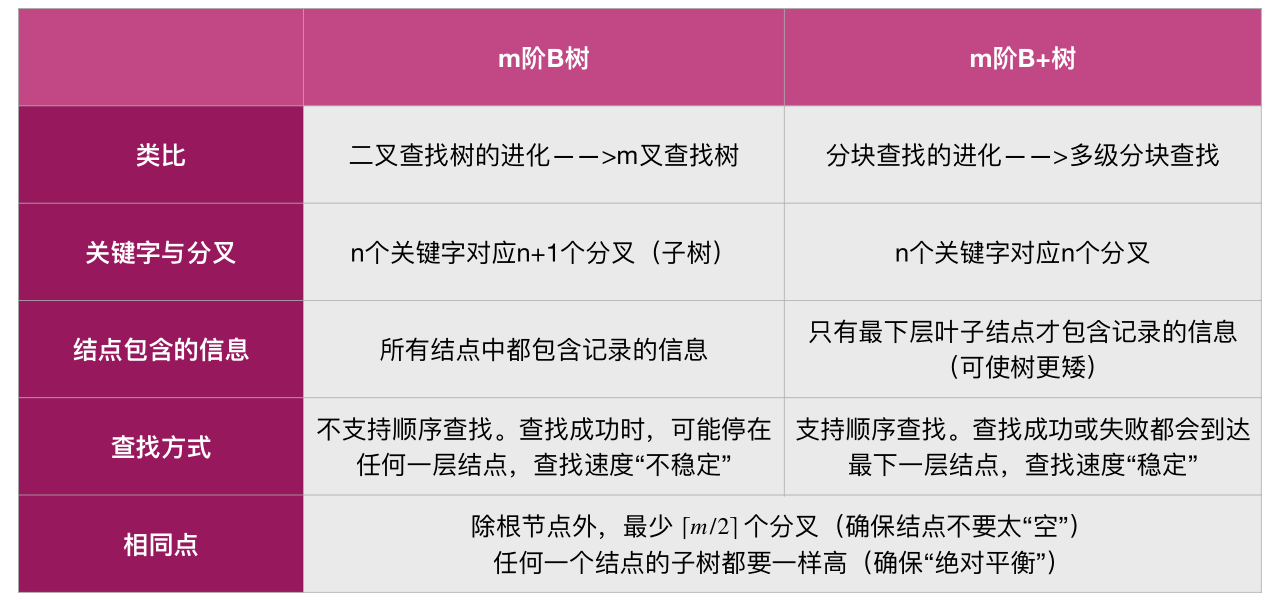 m阶B树
m阶B+树
类比
二叉查找树的进化——>m叉查找树
分块查找的进化——>多级分块查找
关键字与分叉
n个关键字对应n+1个分叉（子树）
n个关键字对应n个分叉
结点包含的信息
所有结点中都包含记录的信息
只有最下层叶子结点才包含记录的信息
（可使树更矮）
查找方式
不支持顺序查找。查找成功时，可能停在
任何一层结点，查找速度“不稳定”
支持顺序查找。查找成功或失败都会到达
最下一层结点，查找速度“稳定”
相同点
除根节点外，最少 ⌈m/2⌉ 个分叉（确保结点不要太“空”）
任何一个结点的子树都要一样高（确保“绝对平衡”）